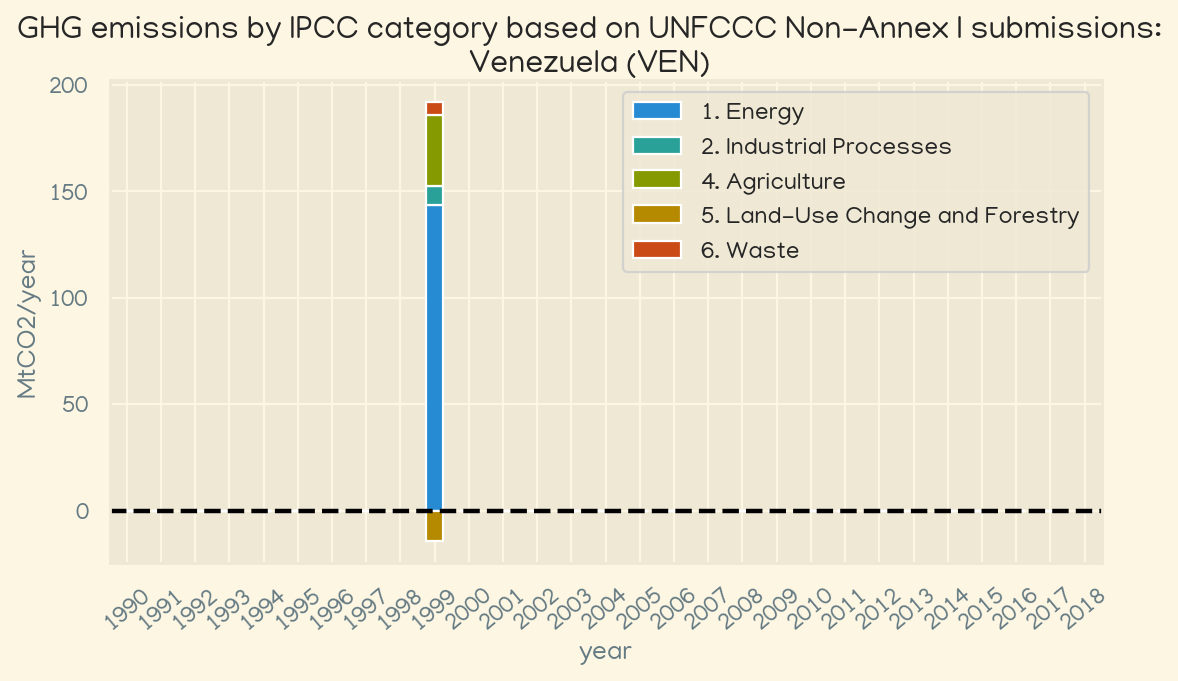 GHG emissions by IPCC category based on UNFCCC Non-Annex I submissions:
Venezuela (VEN)
200
150
100
50
0
MtCO2/year
1. Energy
2. Industrial Processes
4. Agriculture
5. Land-Use Change and Forestry
6. Waste
1990 1991 1992 1993 1994 1995 1996 1997 1998 1999 2000 2001 2002 2003 2004 2005 2006 2007 2008 2009 2010 2011 2012 2013 2014 2015 2016 2017 2018
year